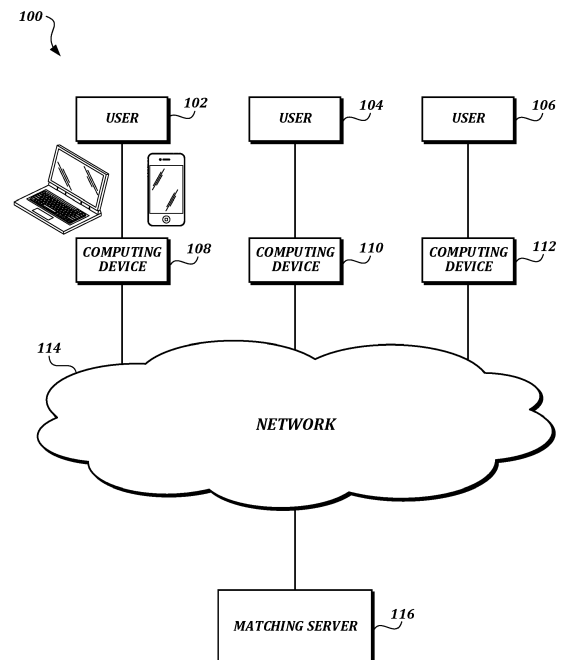 100
USER
102
USER
104
USER
106
COMPUTING
DEVICE
108
COMPUTING
DEVICE
110
COMPUTING
DEVICE
112
114
NETWORK
MATCHING SERVER
116